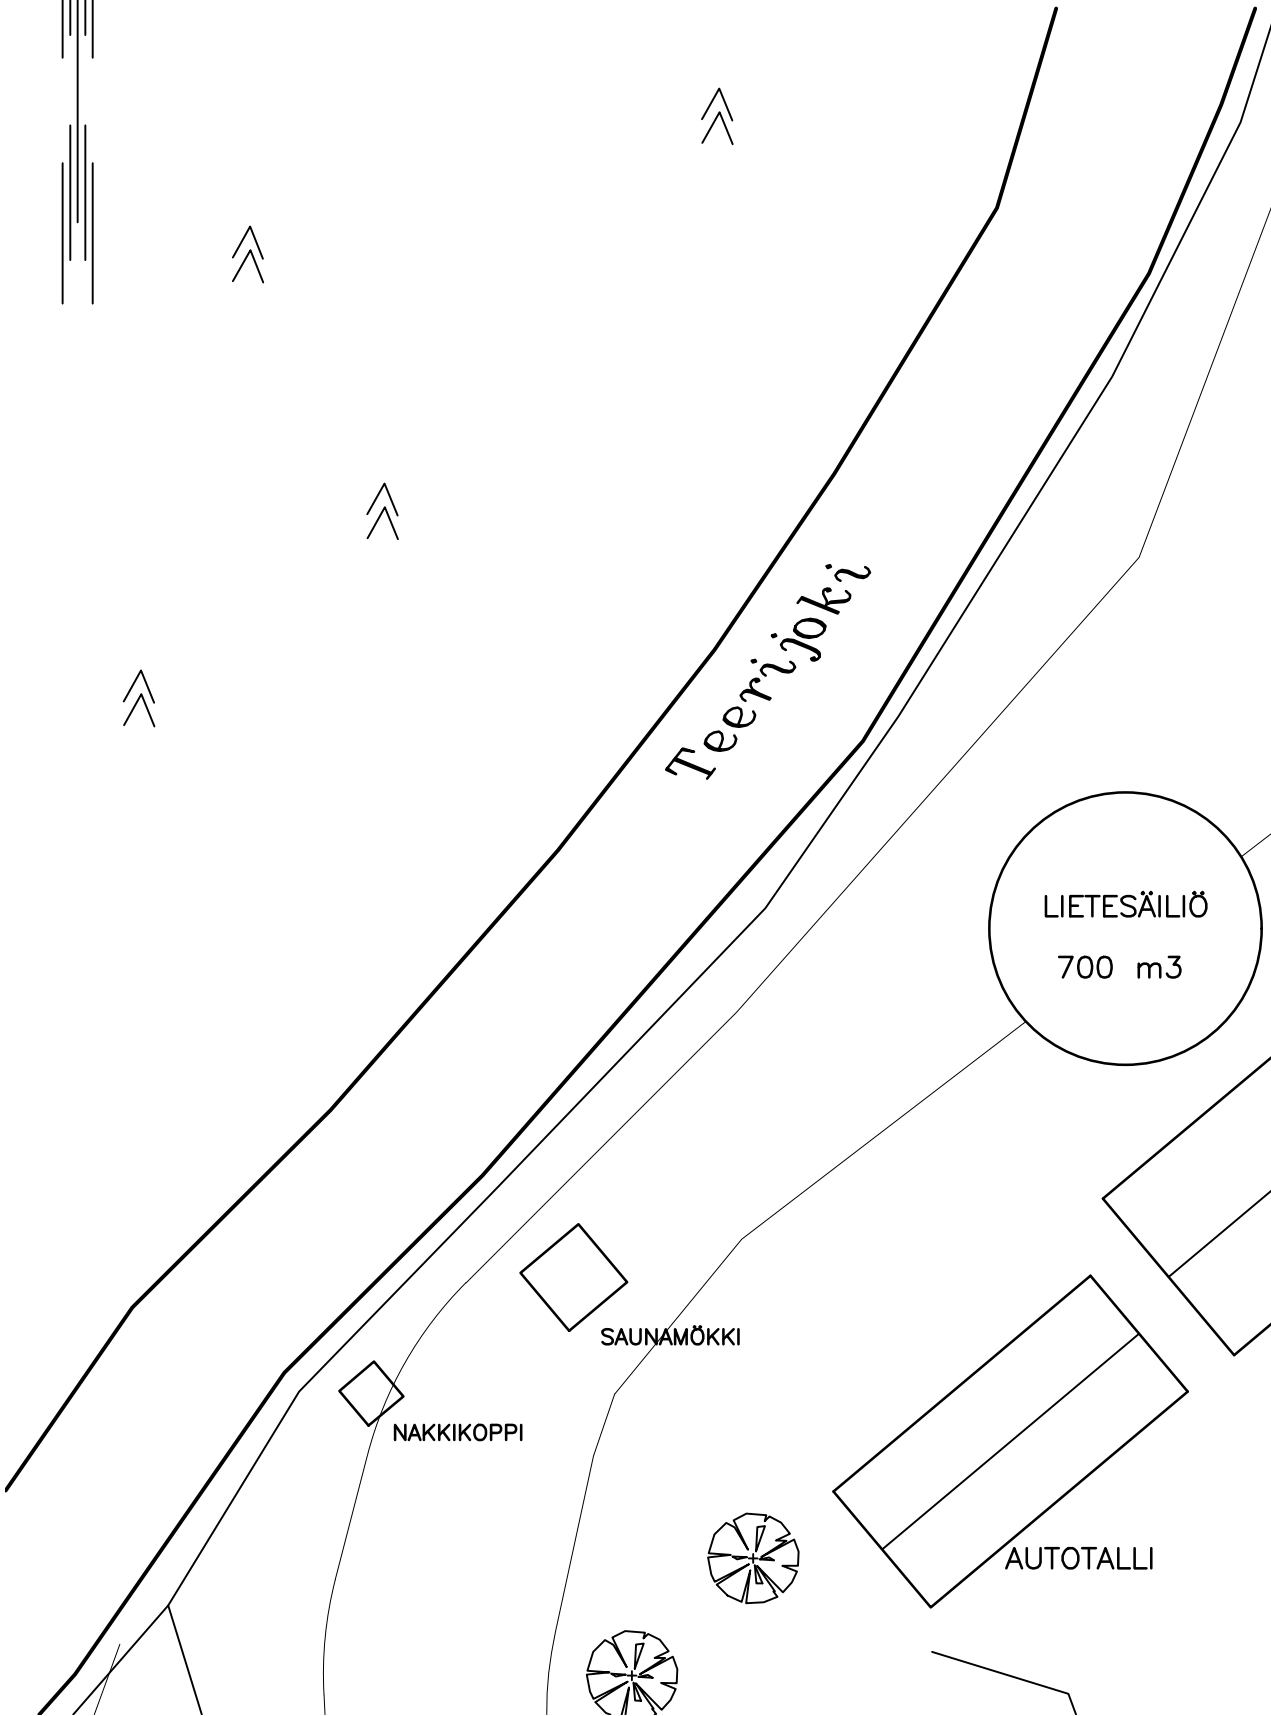 Teerijoki
LIETESÄILIÖ
700 m3
SAUNAMÖKKI
NAKKIKOPPI
AUTOTALLI